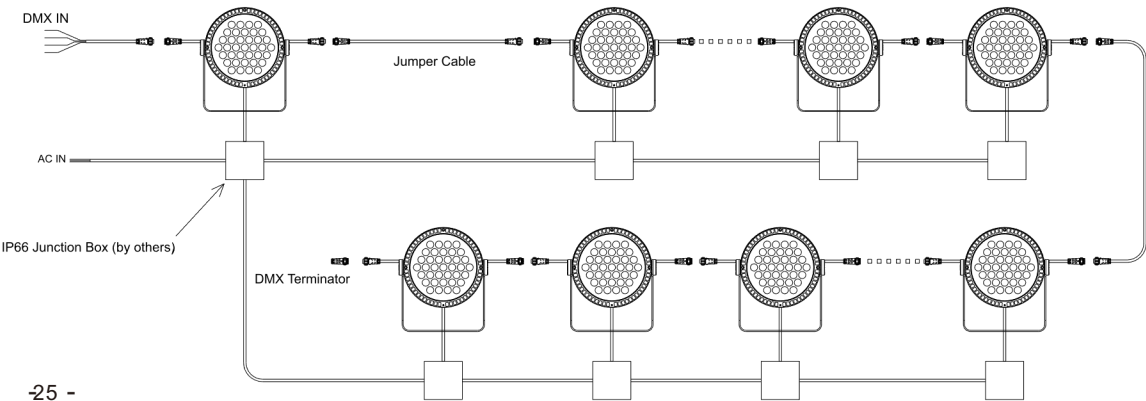 DMX IN
Jumper Cable
AC IN
IP66 Junction Box (by others)
DMX Terminator
-25 -